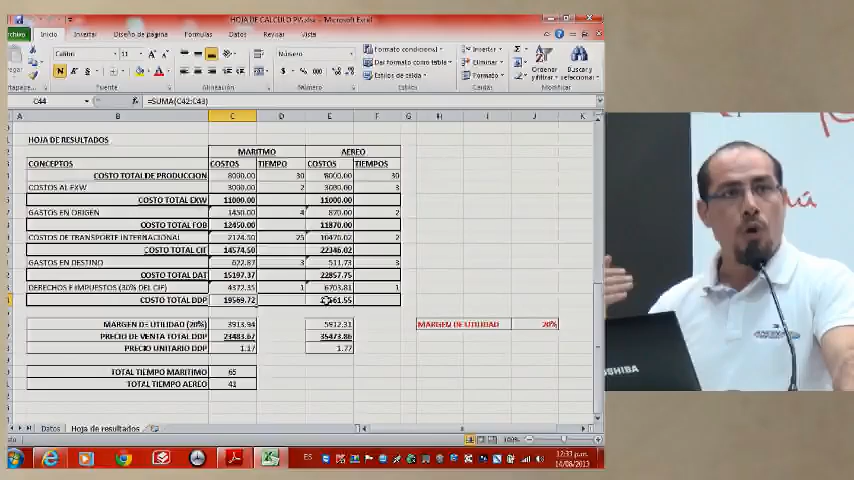 HOJA DE CALCULO PVA.xlsx - Microsoft Excel
Inicio Insertar Diseño de página Fórmulas Datos Revisar Vista
Calibri 11 Número Formato condicional Insertar
Dar formato como tabla Eliminar Ordenar Buscar y
Estilos de celda Formato y filtrar seleccionar
Fuente Alineación Número Estilos Celdas Modificar
C44 fx =SUMA(C42:C43)
A B C D E F G H I J K
HOJA DE RESULTADOS
MARITMO AEREO
CONCEPTOS COSTOS TIEMPO COSTOS TIEMPOS
COSTO TOTAL DE PRODUCCION 8000.00 30 8000.00 30
COSTOS AL EXW 3000.00 2 3000.00 3
COSTO TOTAL EXW 11000.00 11000.00
GASTOS EN ORIGEN 1450.00 4 870.00 2
COSTO TOTAL FOB 12450.00 11870.00
COSTOS DE TRANSPORTE INTERNACIONAL 2124.50 25 10476.02 2
COSTO TOTAL CIT 14574.50 22346.02
GASTOS EN DESTINO 622.87 3 511.73 3
COSTO TOTAL DAT 15197.37 22857.75
DERECHOS E IMPUESTOS (30% DEL CIF) 4372.35 1 6703.81 1
COSTO TOTAL DDP 19569.72 561.55
MARGEN DE UTILIDAD (20%) 3913.94 5912.31 MARGEN DE UTILIDAD 20%
PRECIO DE VENTA TOTAL DDP 23483.67 35473.86
PRECIO UNITARIO DDP 1.17 1.77
TOTAL TIEMPO MARITIMO 65
TOTAL TIEMPO AEREO 41
Datos Hoja de resultados
100%
ES 12:33 p.m.
14/08/2013
TOSHIBA